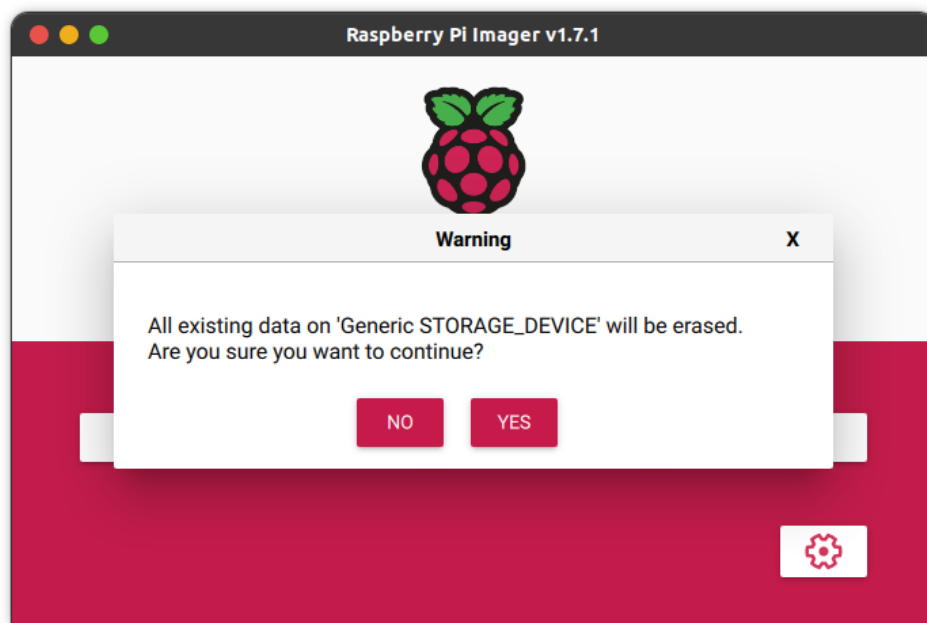 Raspberry Pi Imager v1.7.1
Warning
X
All existing data on 'Generic STORAGE_DEVICE' will be erased.
Are you sure you want to continue?
NO
YES